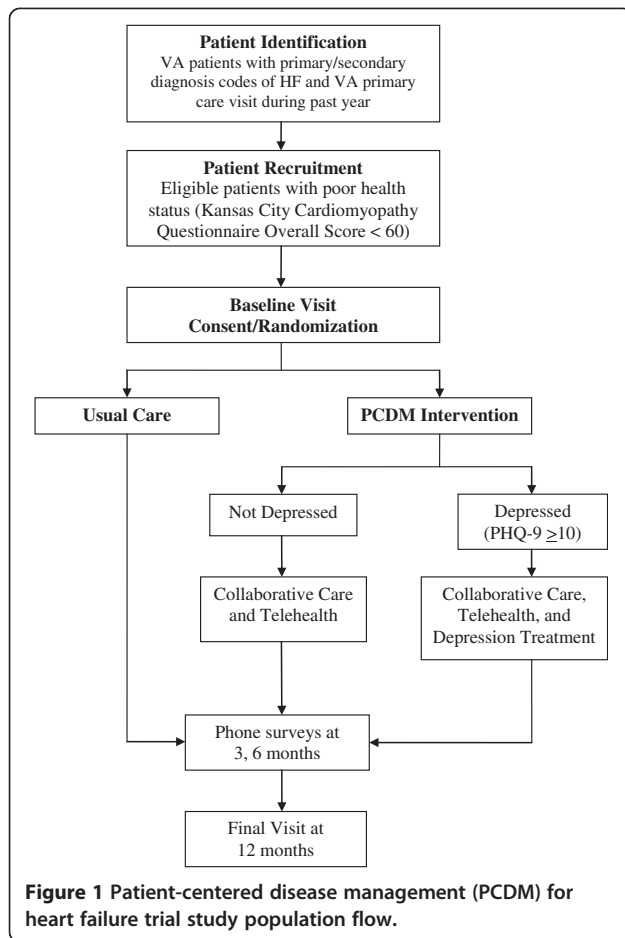 Patient Identification
VA patients with primary/secondary
diagnosis codes of HF and VA primary
care visit during past year
Patient Recruitment
Eligible patients with poor health
status (Kansas City Cardiomyopathy
Questionnaire Overall Score < 60)
Baseline Visit
Consent/Randomization
Usual Care
PCDM Intervention
Not Depressed
Depressed
(PHQ-9 ≥10)
Collaborative Care
and Telehealth
Collaborative Care,
Telehealth, and
Depression Treatment
Phone surveys at
3, 6 months
Final Visit at
12 months
Figure 1 Patient-centered disease management (PCDM) for
heart failure trial study population flow.